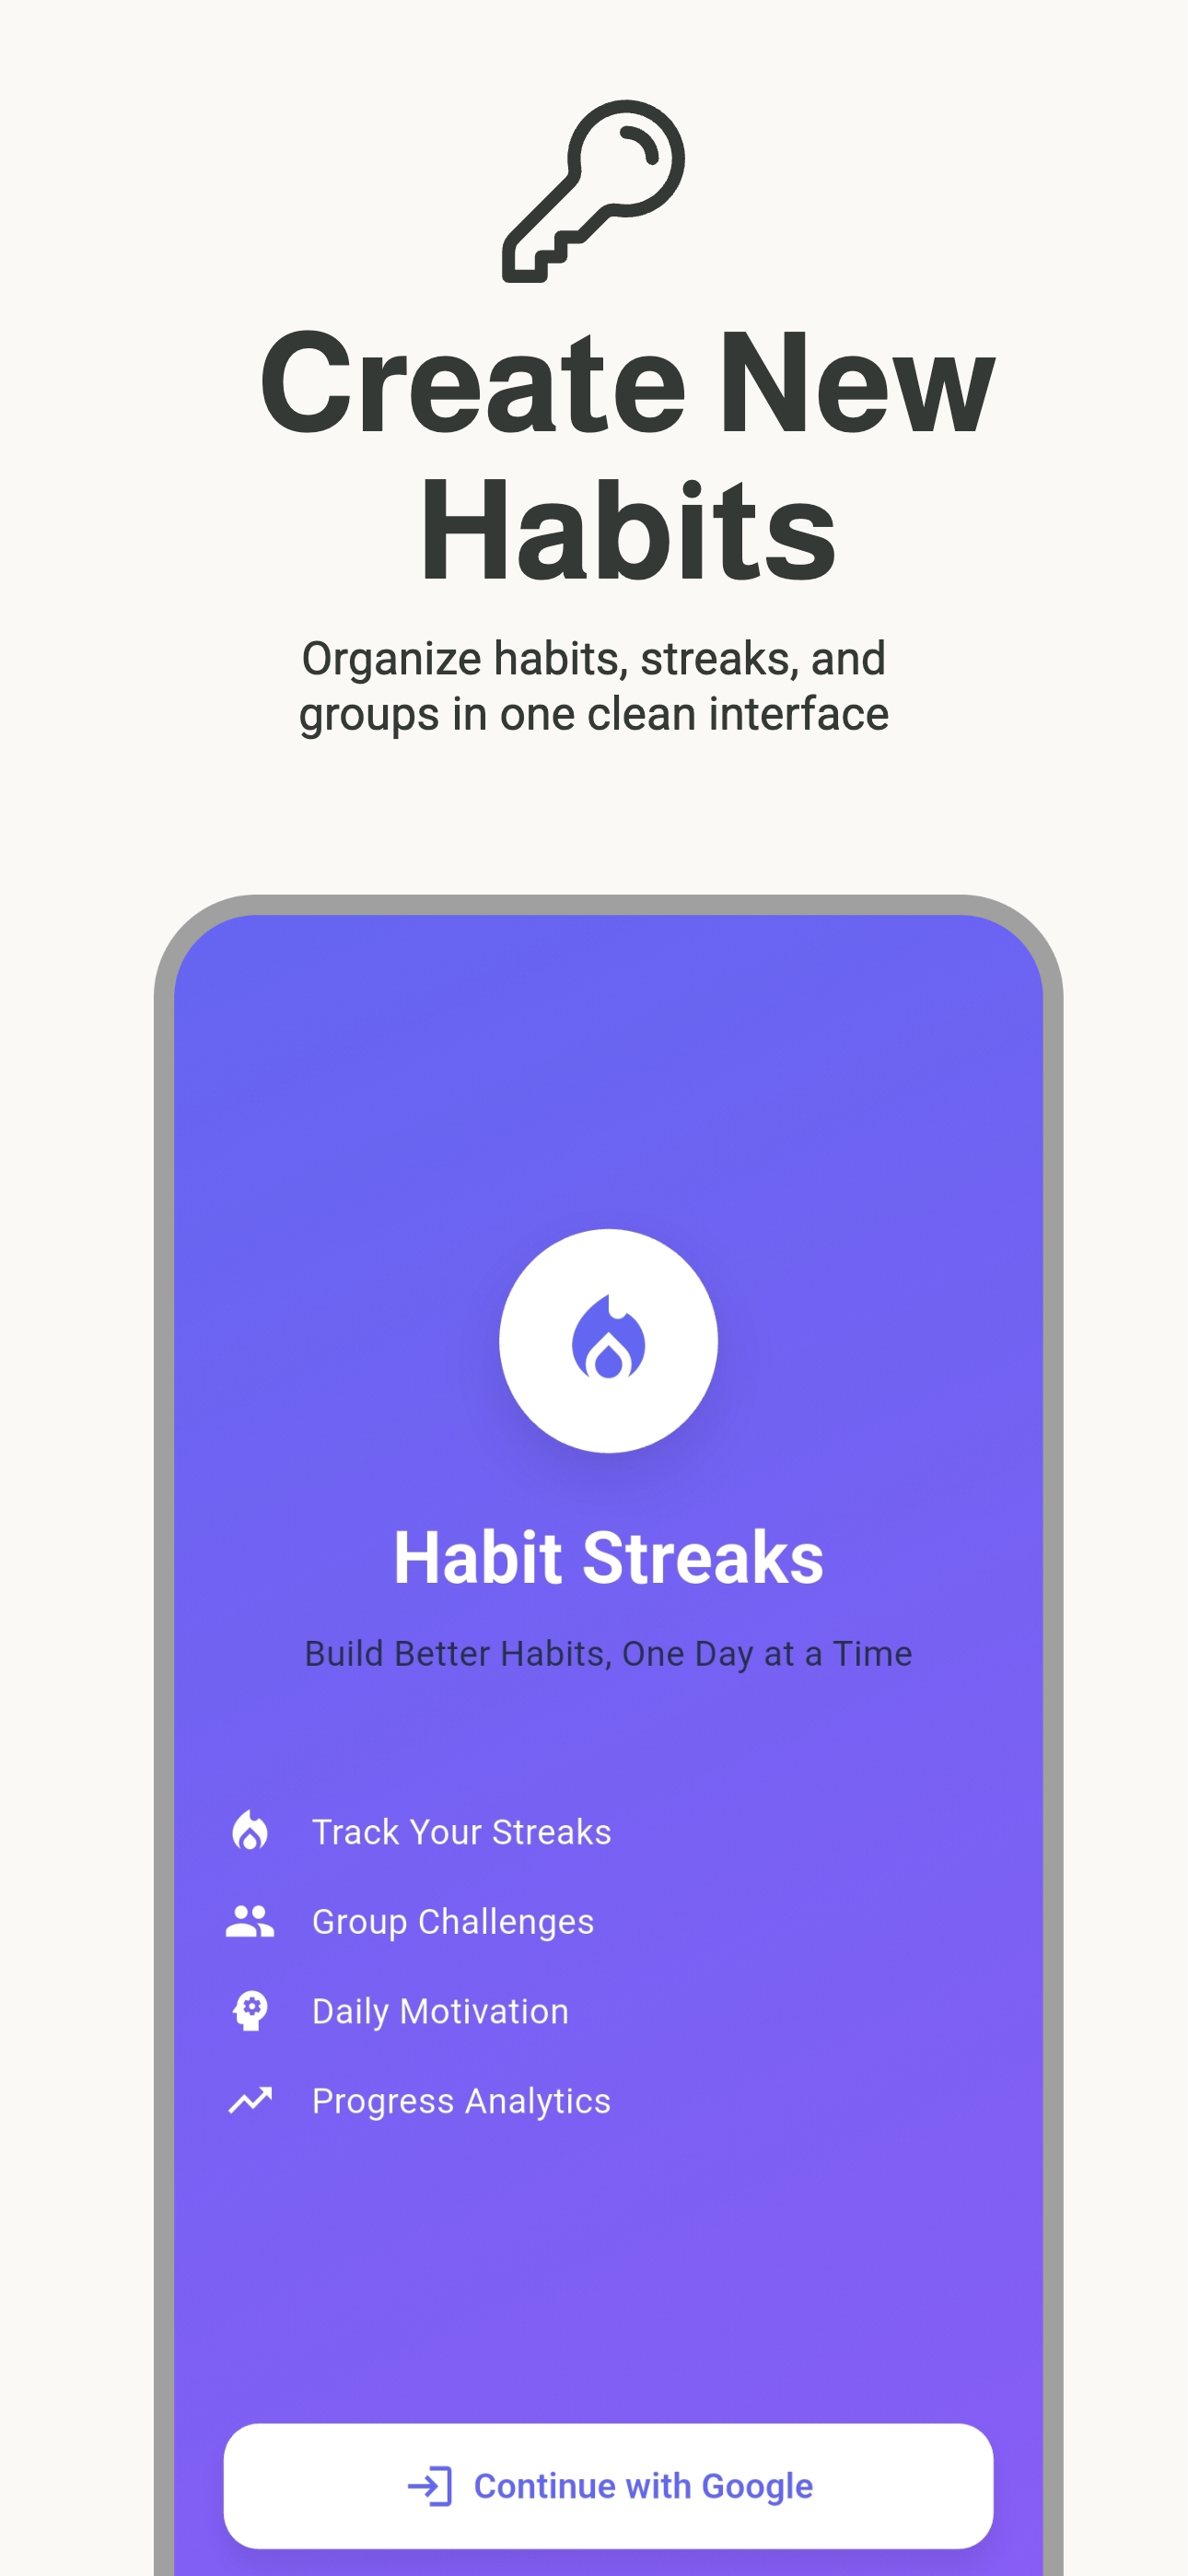 Create New
Habits
Organize habits, streaks, and
groups in one clean interface
Habit Streaks
Build Better Habits, One Day at a Time
Track Your Streaks
Group Challenges
Daily Motivation
Progress Analytics
Continue with Google